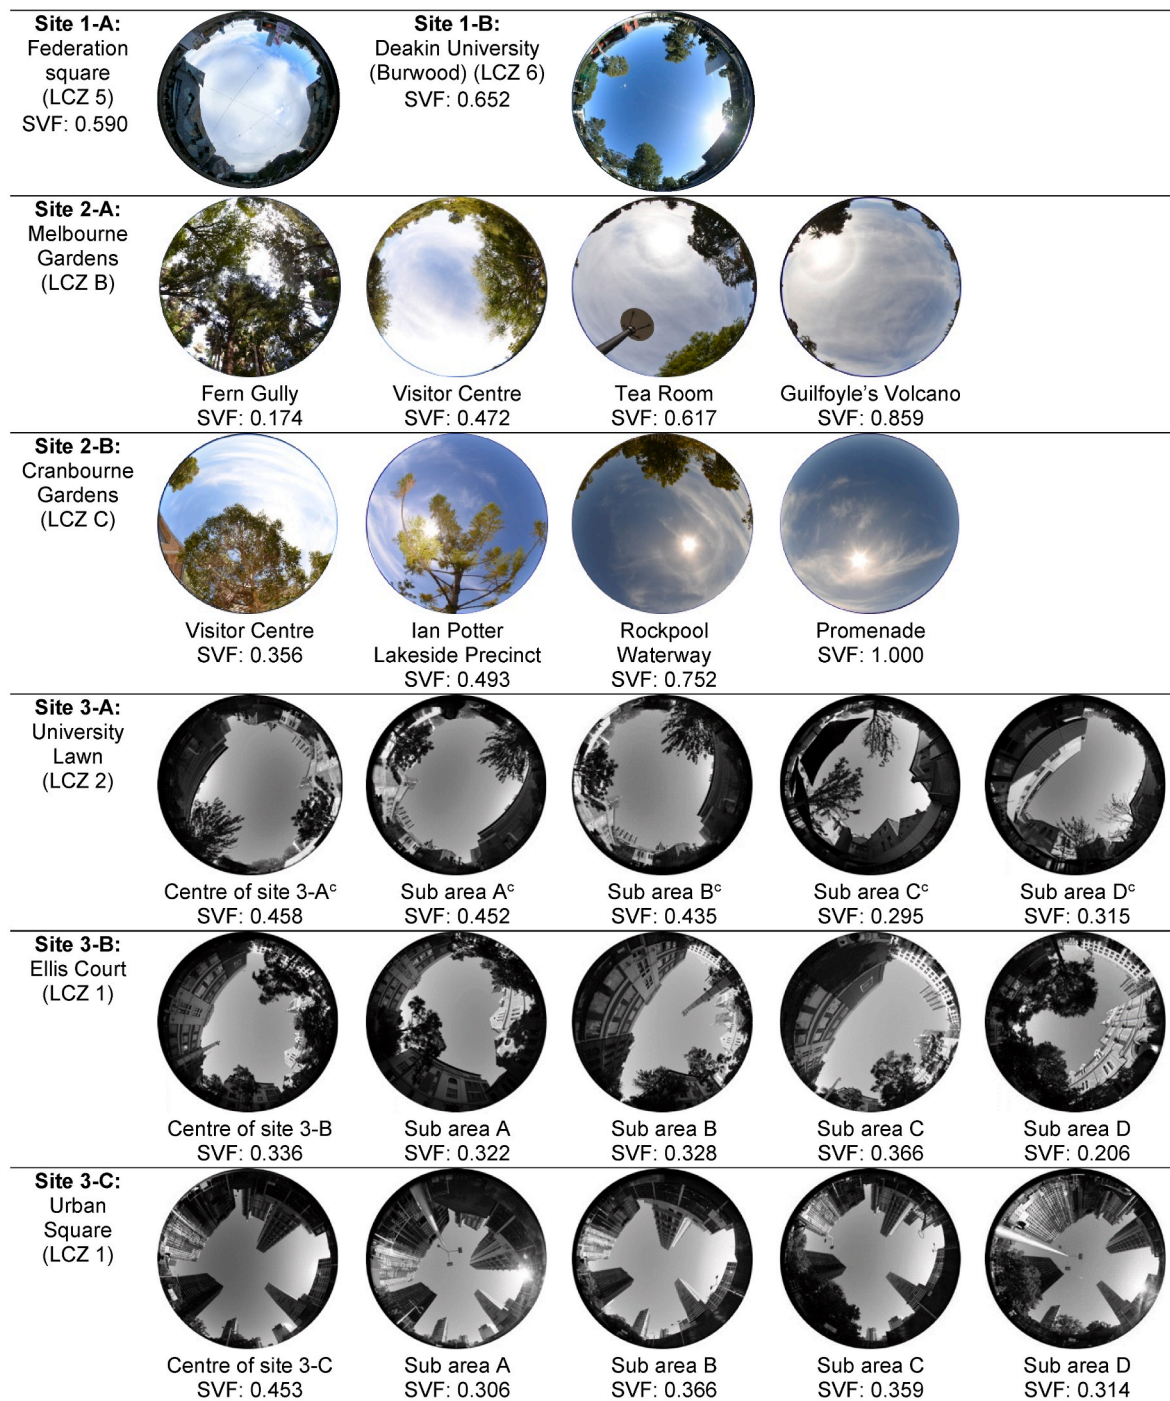 Site 1-A:
Federation
square
(LCZ 5)
SVF: 0.590
Site 1-B:
Deakin University
(Burwood) (LCZ 6)
SVF: 0.652
Site 2-A:
Melbourne
Gardens
(LCZ B)
Fern Gully
SVF: 0.174
Visitor Centre
SVF: 0.472
Tea Room
SVF: 0.617
Guilfoyle’s Volcano
SVF: 0.859
Site 2-B:
Cranbourne
Gardens
(LCZ C)
Visitor Centre
SVF: 0.356
Ian Potter
Lakeside Precinct
SVF: 0.493
Rockpool
Waterway
SVF: 0.752
Promenade
SVF: 1.000
Site 3-A:
University
Lawn
(LCZ 2)
Centre of site 3-Aᶜ
SVF: 0.458
Sub area Aᶜ
SVF: 0.452
Sub area Bᶜ
SVF: 0.435
Sub area Cᶜ
SVF: 0.295
Sub area Dᶜ
SVF: 0.315
Site 3-B:
Ellis Court
(LCZ 1)
Centre of site 3-B
SVF: 0.336
Sub area A
SVF: 0.322
Sub area B
SVF: 0.328
Sub area C
SVF: 0.366
Sub area D
SVF: 0.206
Site 3-C:
Urban
Square
(LCZ 1)
Centre of site 3-C
SVF: 0.453
Sub area A
SVF: 0.306
Sub area B
SVF: 0.366
Sub area C
SVF: 0.359
Sub area D
SVF: 0.314